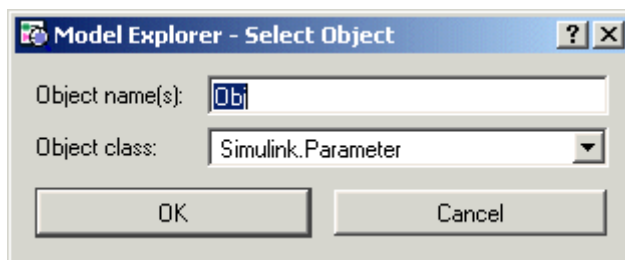 Model Explorer - Select Object
Object name(s): Obj
Object class: Simulink.Parameter
OK Cancel